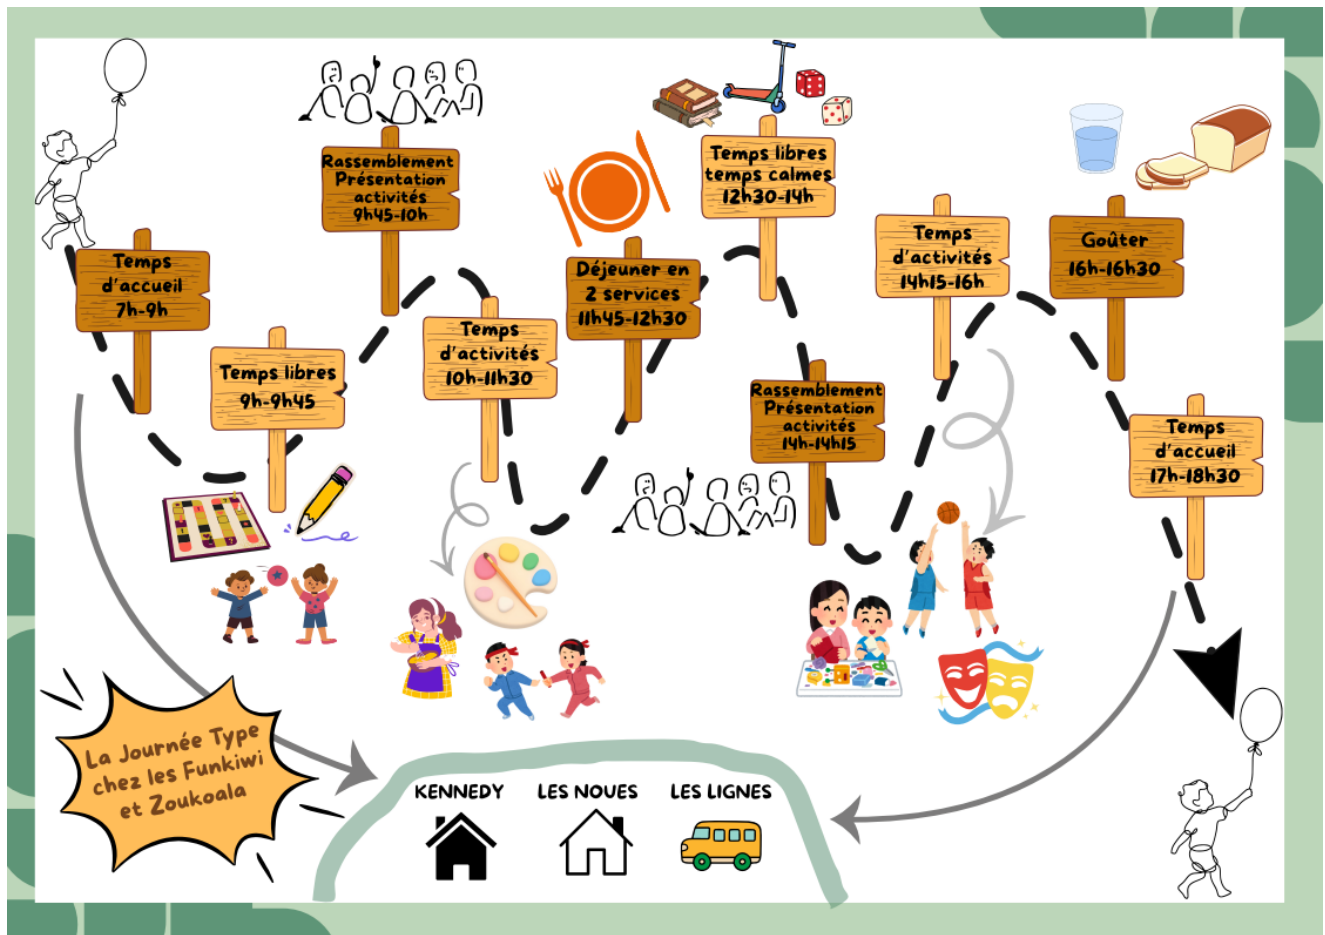 Temps
d'accueil
7h-9h
Temps libres
9h-9h45
Rassemblement
Présentation
activités
9h45-10h
Temps
d'activités
10h-11h30
Déjeuner en
2 services
11h45-12h30
Temps libres
temps calmes
12h30-14h
Rassemblement
Présentation
activités
14h-14h15
Temps
d'activités
14h15-16h
Goûter
16h-16h30
Temps
d'accueil
17h-18h30
La Journée Type
chez les Funkiwi
et Zoukoala
KENNEDY
LES NOUES
LES LIGNES